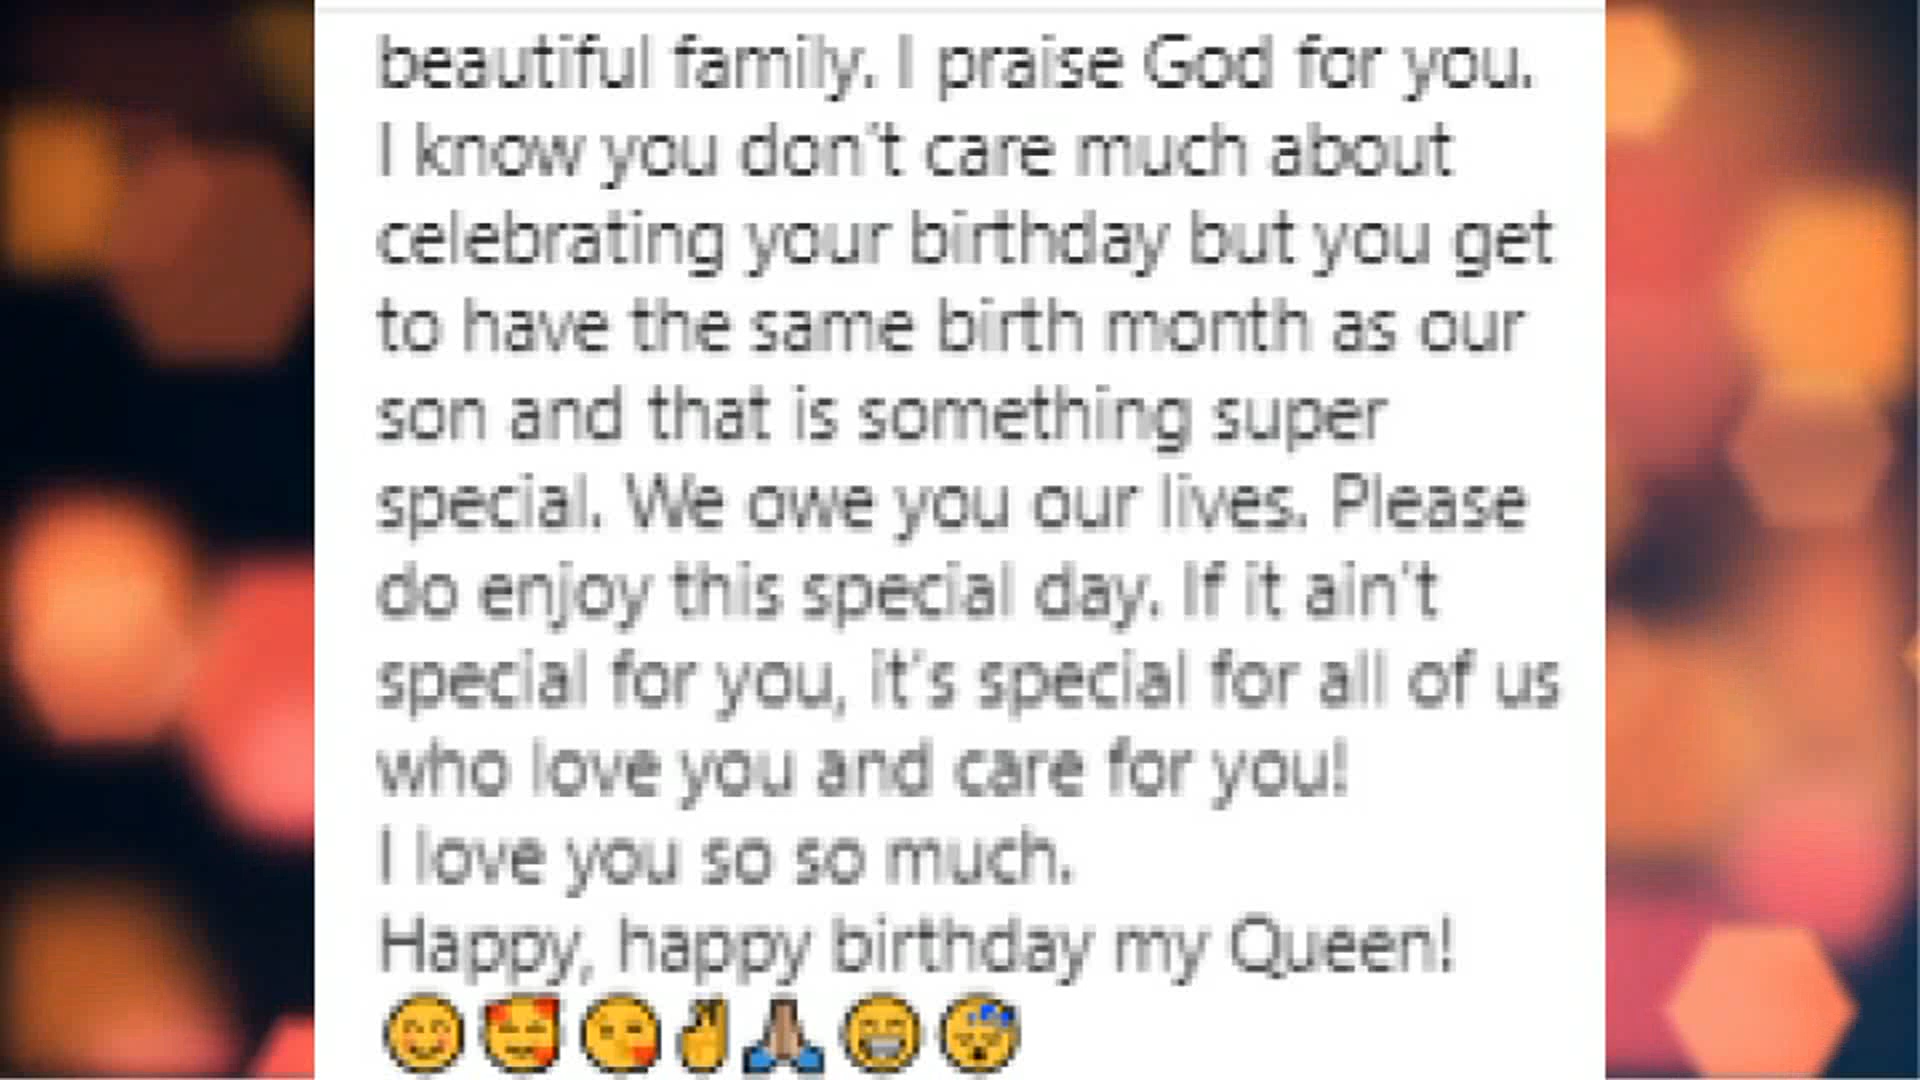 beautiful family. I praise God for you.
I know you don't care much about
celebrating your birthday but you get
to have the same birth month as our
son and that is something super
special. We owe you our lives. Please
do enjoy this special day. If it ain't
special for you, it's special for all of us
who love you and care for you!
I love you so so much.
Happy, happy birthday my Queen!
😊🥰😘✌️🙏🏽😁😴